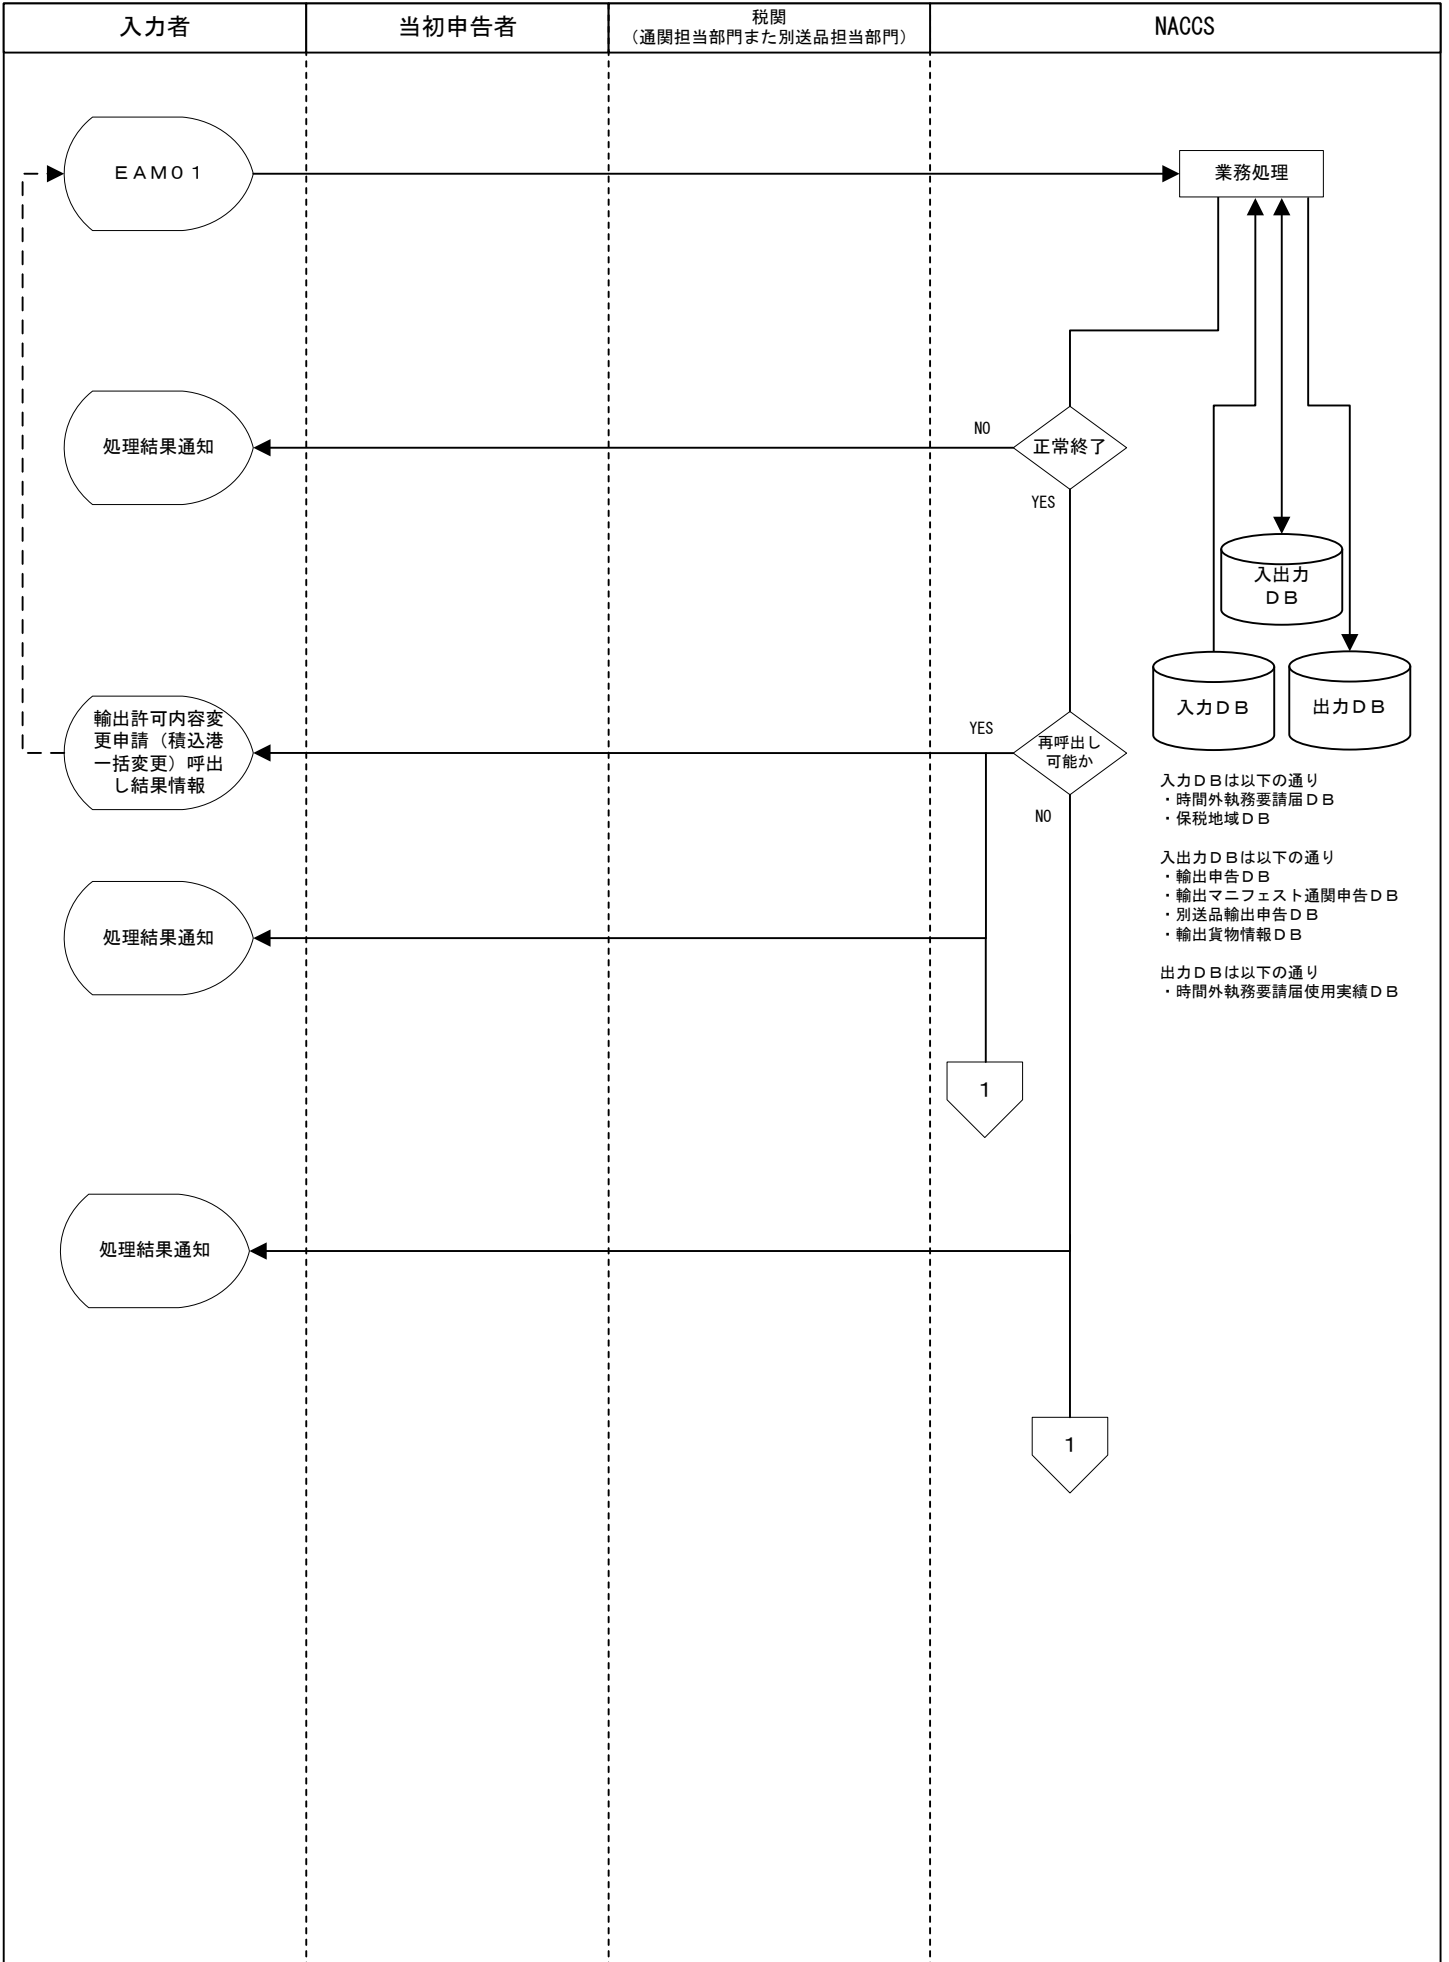 入力者
当初申告者
税関
（通関担当部門また別送品担当部門）
NACCS
ＥＡＭ０１
業務処理
処理結果通知
NO
正常終了
YES
入出力
ＤＢ
入力ＤＢ
出力ＤＢ
輸出許可内容変
更申請（積込港
一括変更）呼出
し結果情報
YES
再呼出し
可能か
NO
入力ＤＢは以下の通り
・時間外執務要請届ＤＢ
・保税地域ＤＢ
入出力ＤＢは以下の通り
・輸出申告ＤＢ
・輸出マニフェスト通関申告ＤＢ
・別送品輸出申告ＤＢ
・輸出貨物情報ＤＢ
出力ＤＢは以下の通り
・時間外執務要請届使用実績ＤＢ
処理結果通知
1
処理結果通知
1